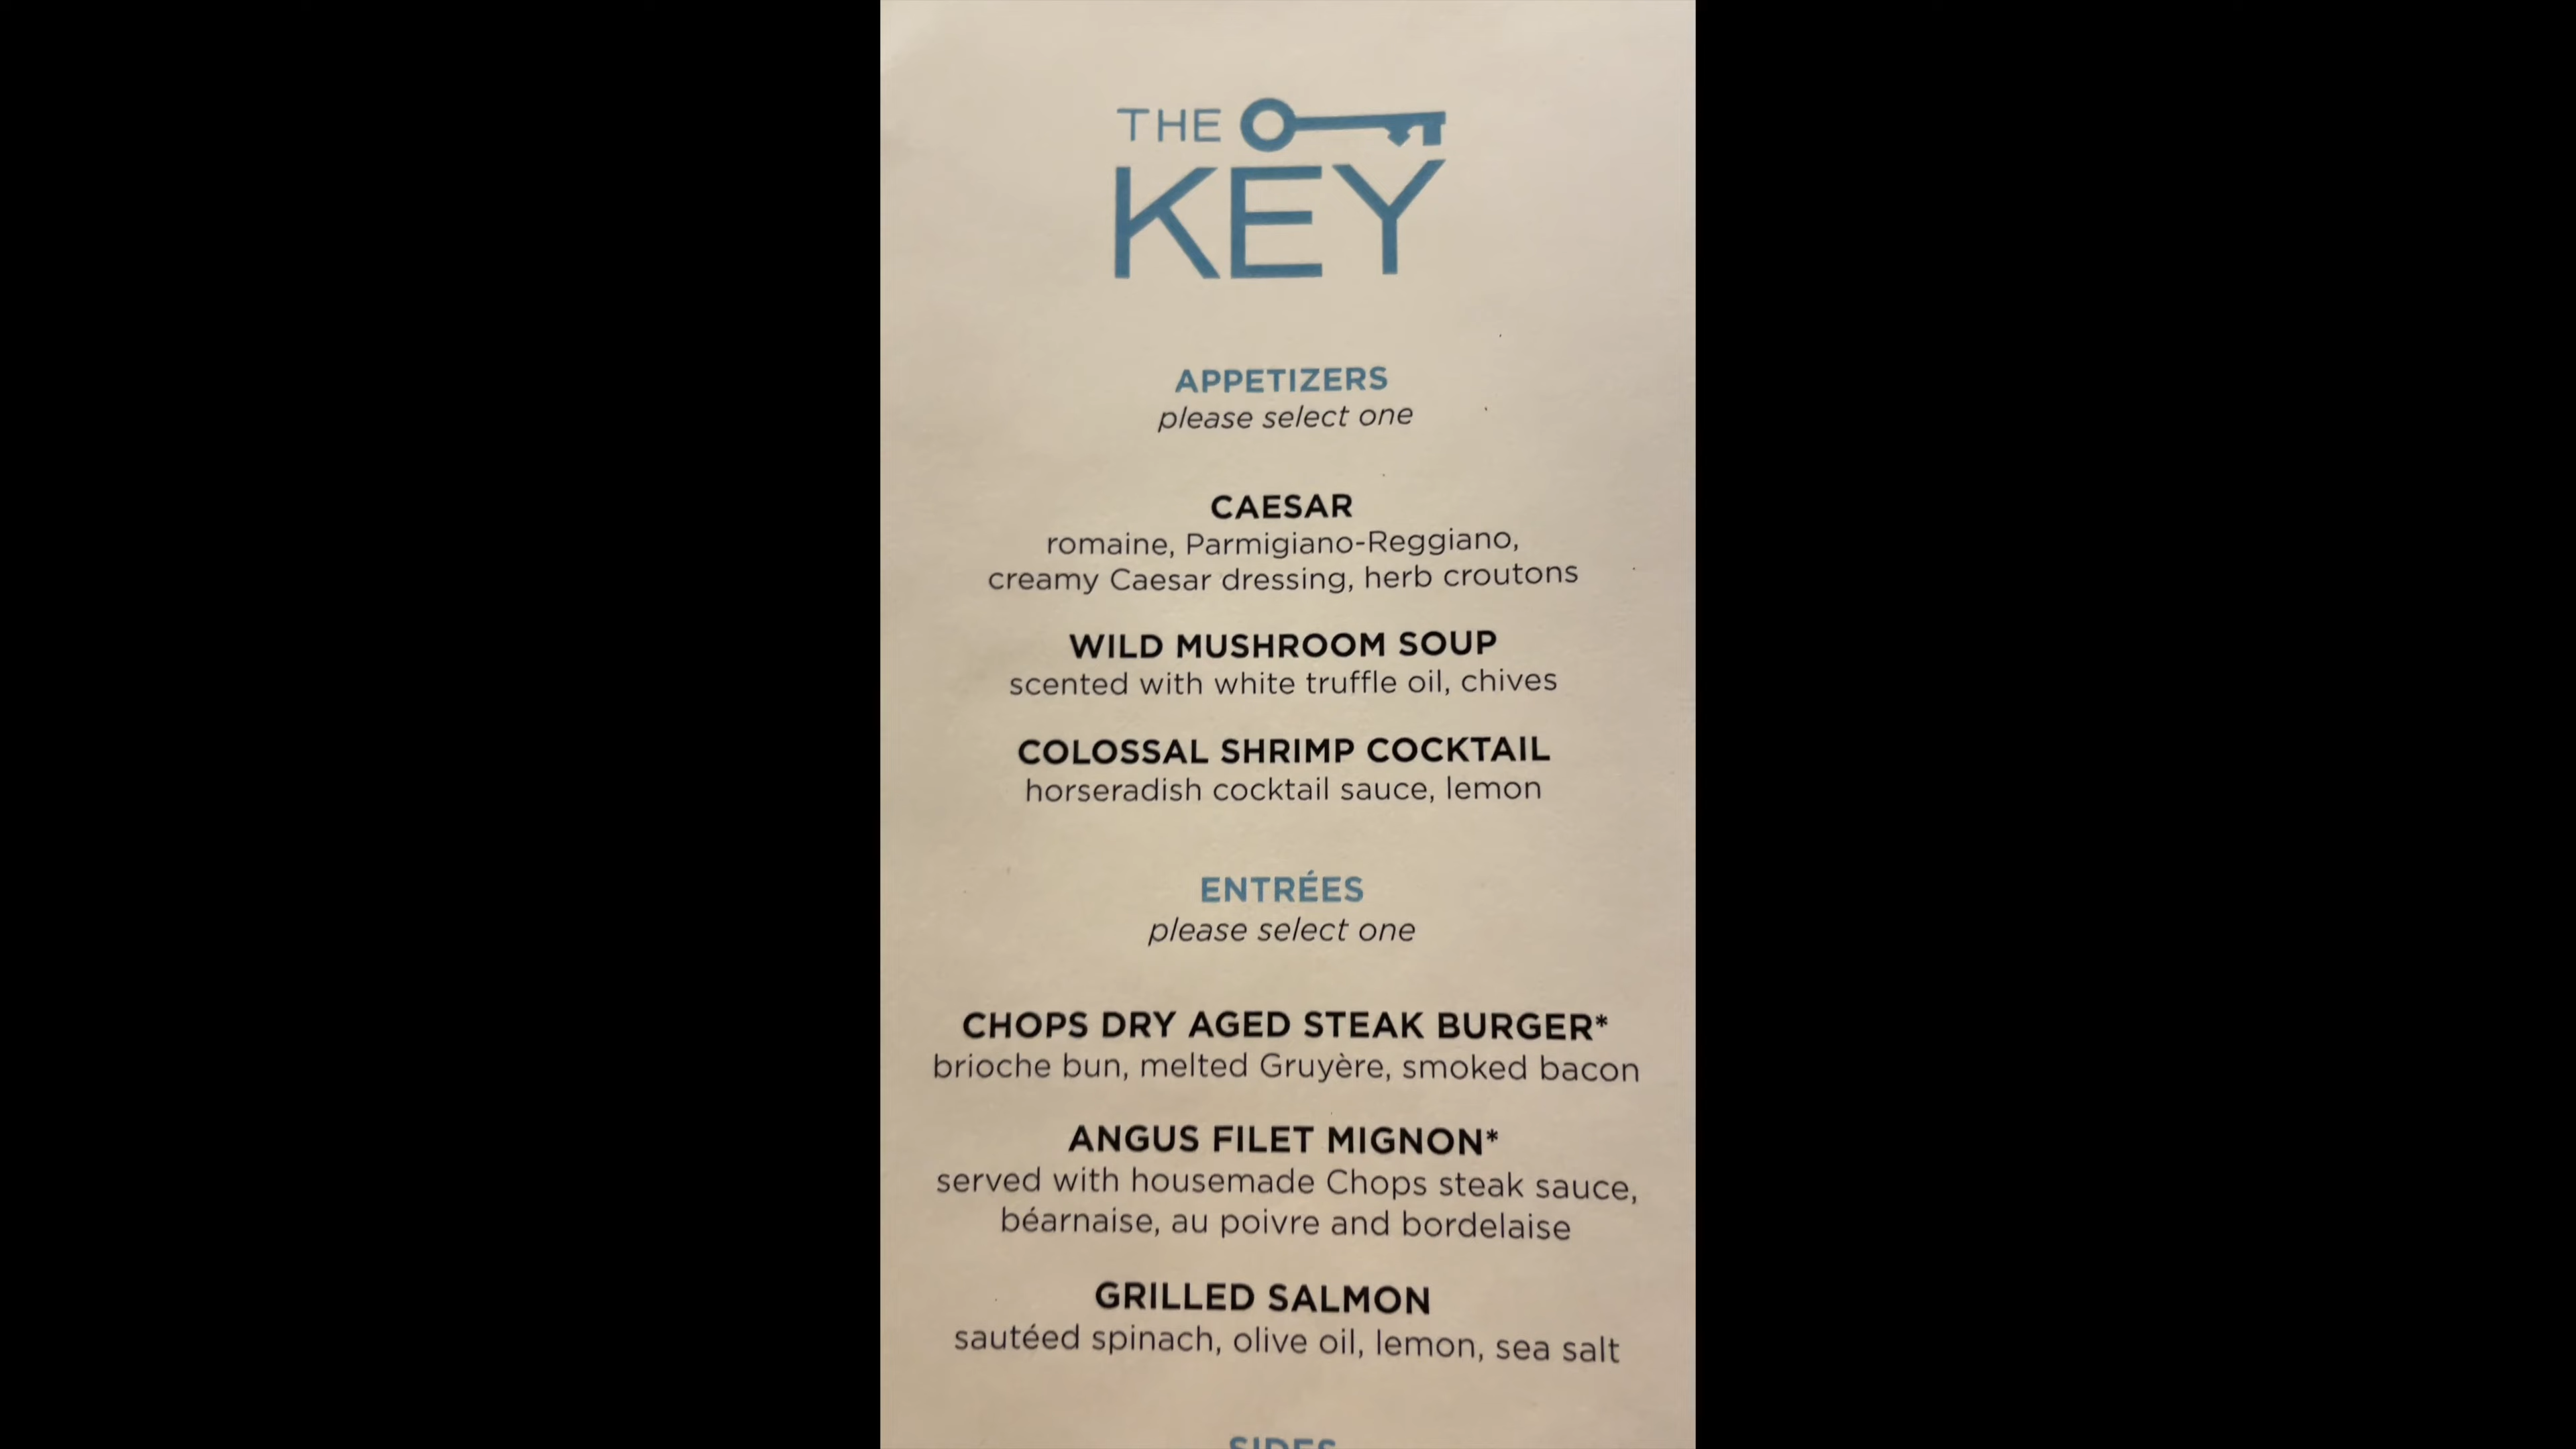 THE
KEY
APPETIZERS
please select one
CAESAR
romaine, Parmigiano-Reggiano,
creamy Caesar dressing, herb croutons
WILD MUSHROOM SOUP
scented with white truffle oil, chives
COLOSSAL SHRIMP COCKTAIL
horseradish cocktail sauce, lemon
ENTRÉES
please select one
CHOPS DRY AGED STEAK BURGER*
brioche bun, melted Gruyère, smoked bacon
ANGUS FILET MIGNON*
served with housemade Chops steak sauce,
béarnaise, au poivre and bordelaise
GRILLED SALMON
sautéed spinach, olive oil, lemon, sea salt
SIDES